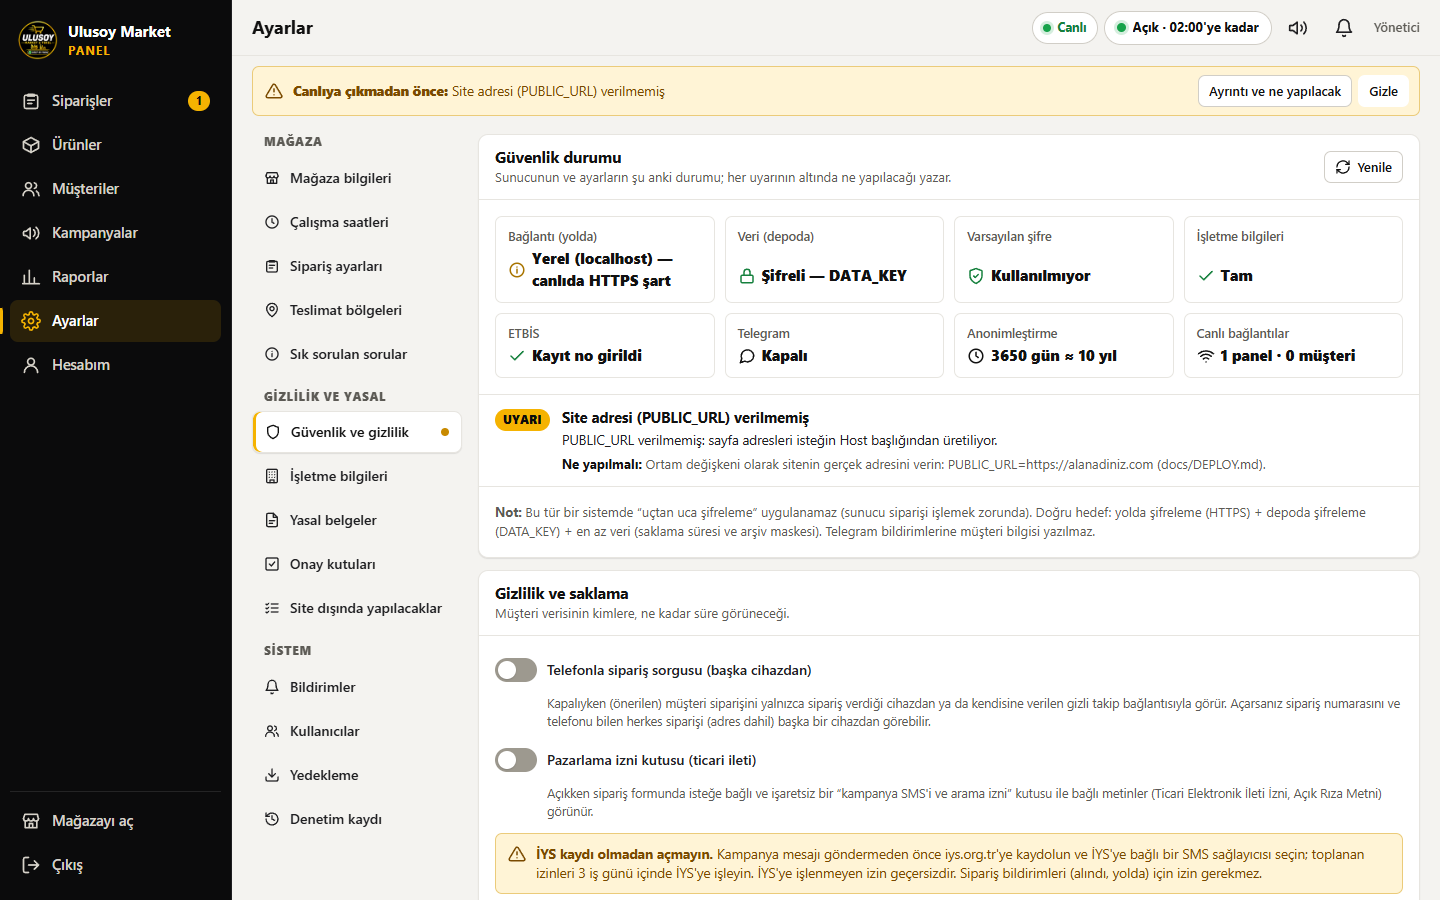 ULUSOY
Ulusoy Market
PANEL
Siparişler
1
Ürünler
Müşteriler
Kampanyalar
Raporlar
Ayarlar
Hesabım
Mağazayı aç
Çıkış
Ayarlar
Canlı
Açık · 02:00'ye kadar
Yönetici
Canlıya çıkmadan önce: Site adresi (PUBLIC_URL) verilmemiş
Ayrıntı ve ne yapılacak
Gizle
MAĞAZA
Mağaza bilgileri
Çalışma saatleri
Sipariş ayarları
Teslimat bölgeleri
Sık sorulan sorular
GİZLİLİK VE YASAL
Güvenlik ve gizlilik
İşletme bilgileri
Yasal belgeler
Onay kutuları
Site dışında yapılacaklar
SİSTEM
Bildirimler
Kullanıcılar
Yedekleme
Denetim kaydı
Güvenlik durumu
Sunucunun ve ayarların şu anki durumu; her uyarının altında ne yapılacağı yazar.
Yenile
Bağlantı (yolda)
Yerel (localhost) —
canlıda HTTPS şart
Veri (depoda)
Şifreli — DATA_KEY
Varsayılan şifre
Kullanılmıyor
İşletme bilgileri
Tam
ETBİS
Kayıt no girildi
Telegram
Kapalı
Anonimleştirme
3650 gün ≈ 10 yıl
Canlı bağlantılar
1 panel · 0 müşteri
UYARI
Site adresi (PUBLIC_URL) verilmemiş
PUBLIC_URL verilmemiş: sayfa adresleri isteğin Host başlığından üretiliyor.
Ne yapılmalı: Ortam değişkeni olarak sitenin gerçek adresini verin: PUBLIC_URL=https://alanadiniz.com (docs/DEPLOY.md).
Not: Bu tür bir sistemde “uçtan uca şifreleme” uygulanamaz (sunucu siparişi işlemek zorunda). Doğru hedef: yolda şifreleme (HTTPS) + depoda şifreleme
(DATA_KEY) + en az veri (saklama süresi ve arşiv maskesi). Telegram bildirimlerine müşteri bilgisi yazılmaz.
Gizlilik ve saklama
Müşteri verisinin kimlere, ne kadar süre görüneceği.
Telefonla sipariş sorgusu (başka cihazdan)
Kapalıyken (önerilen) müşteri siparişini yalnızca sipariş verdiği cihazdan ya da kendisine verilen gizli takip bağlantısıyla görür. Açarsanız sipariş numarasını ve
telefonu bilen herkes siparişi (adres dahil) başka bir cihazdan görebilir.
Pazarlama izni kutusu (ticari ileti)
Açıkken sipariş formunda isteğe bağlı ve işaretsiz bir “kampanya SMS'i ve arama izni” kutusu ile bağlı metinler (Ticari Elektronik İleti İzni, Açık Rıza Metni)
görünür.
İYS kaydı olmadan açmayın. Kampanya mesajı göndermeden önce iys.org.tr'ye kaydolun ve İYS'ye bağlı bir SMS sağlayıcısı seçin; toplanan
izinleri 3 iş günü içinde İYS'ye işleyin. İYS'ye işlenmeyen izin geçersizdir. Sipariş bildirimleri (alındı, yolda) için izin gerekmez.